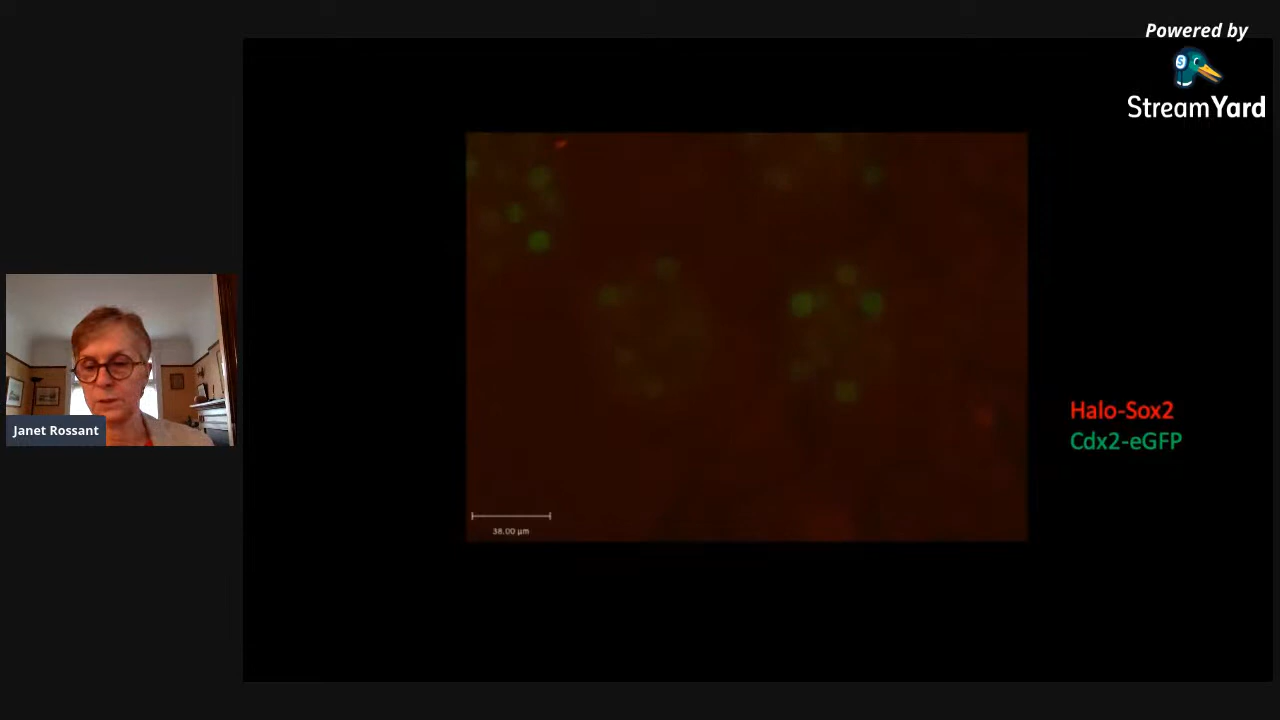 Powered by
StreamYard
Halo-Sox2
Cdx2-eGFP
Janet Rossant
38.00 µm